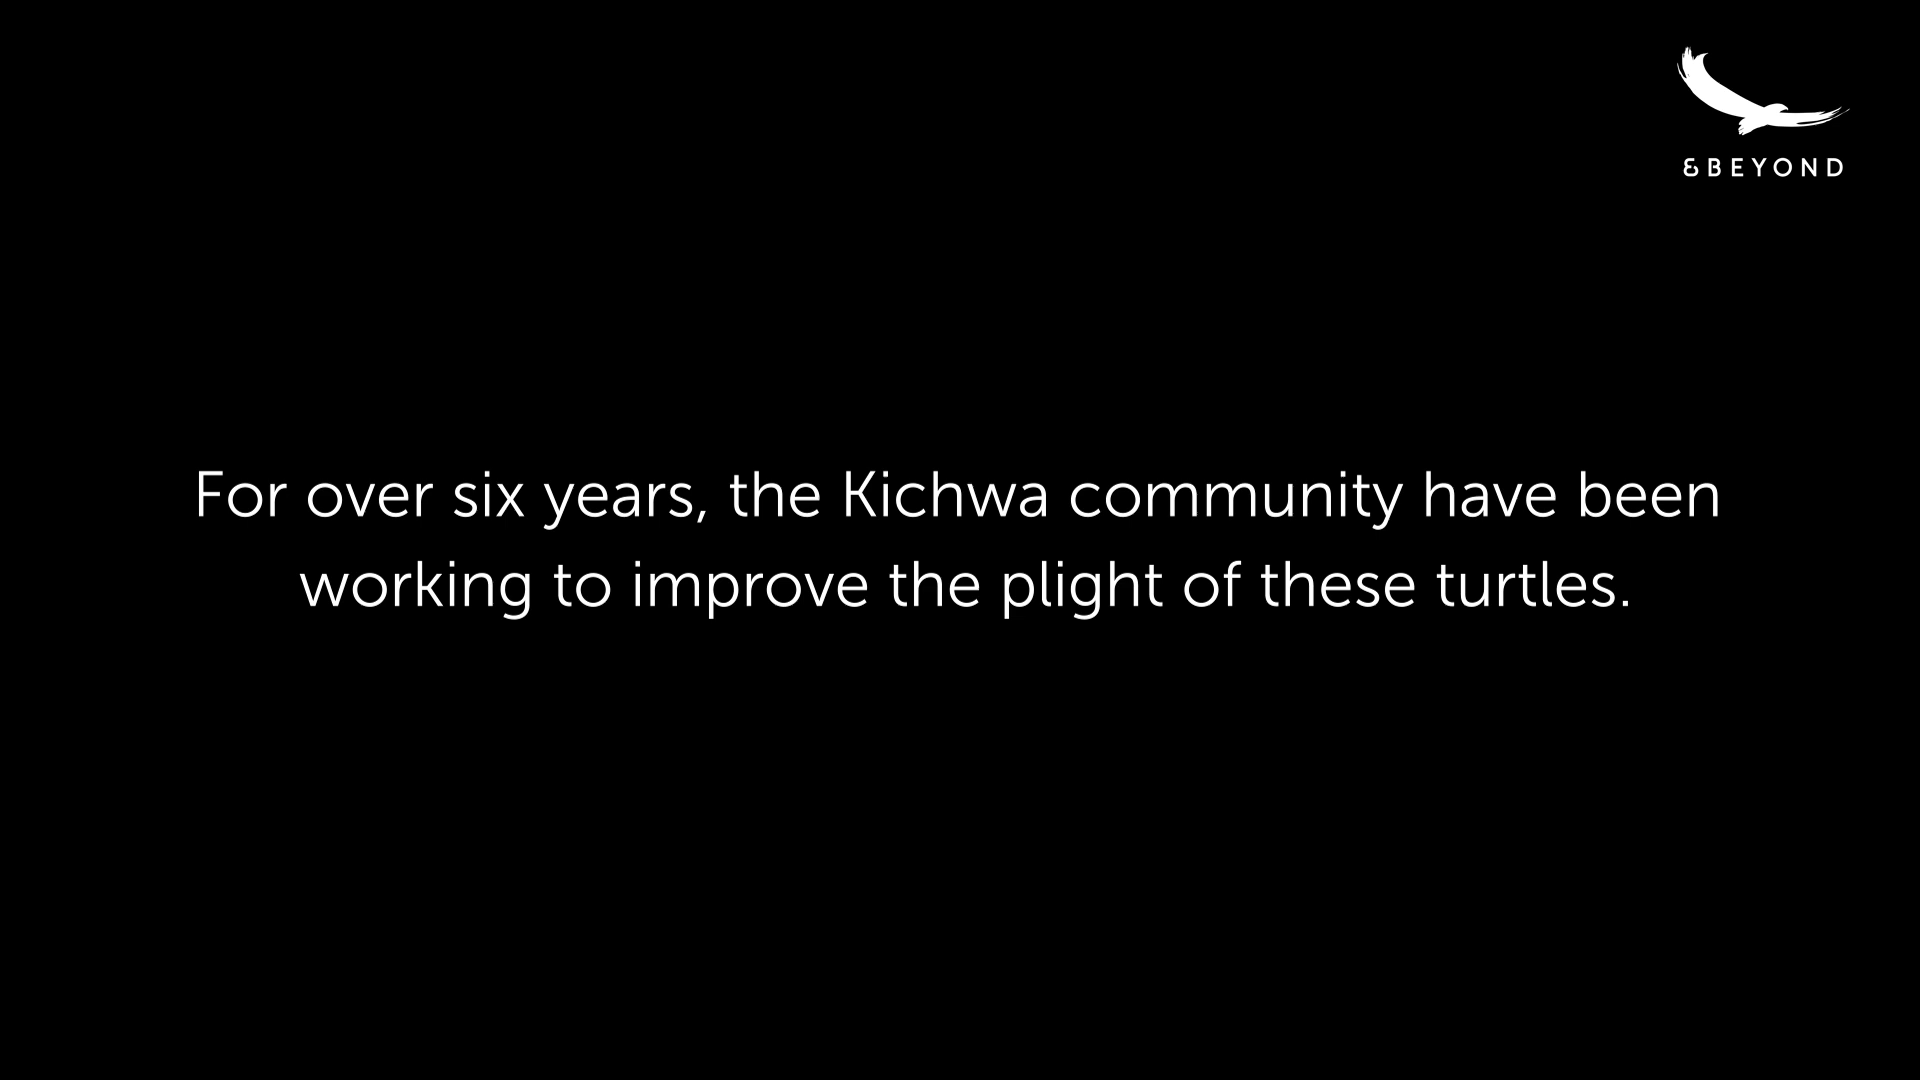 &BEYOND
For over six years, the Kichwa community have been
working to improve the plight of these turtles.